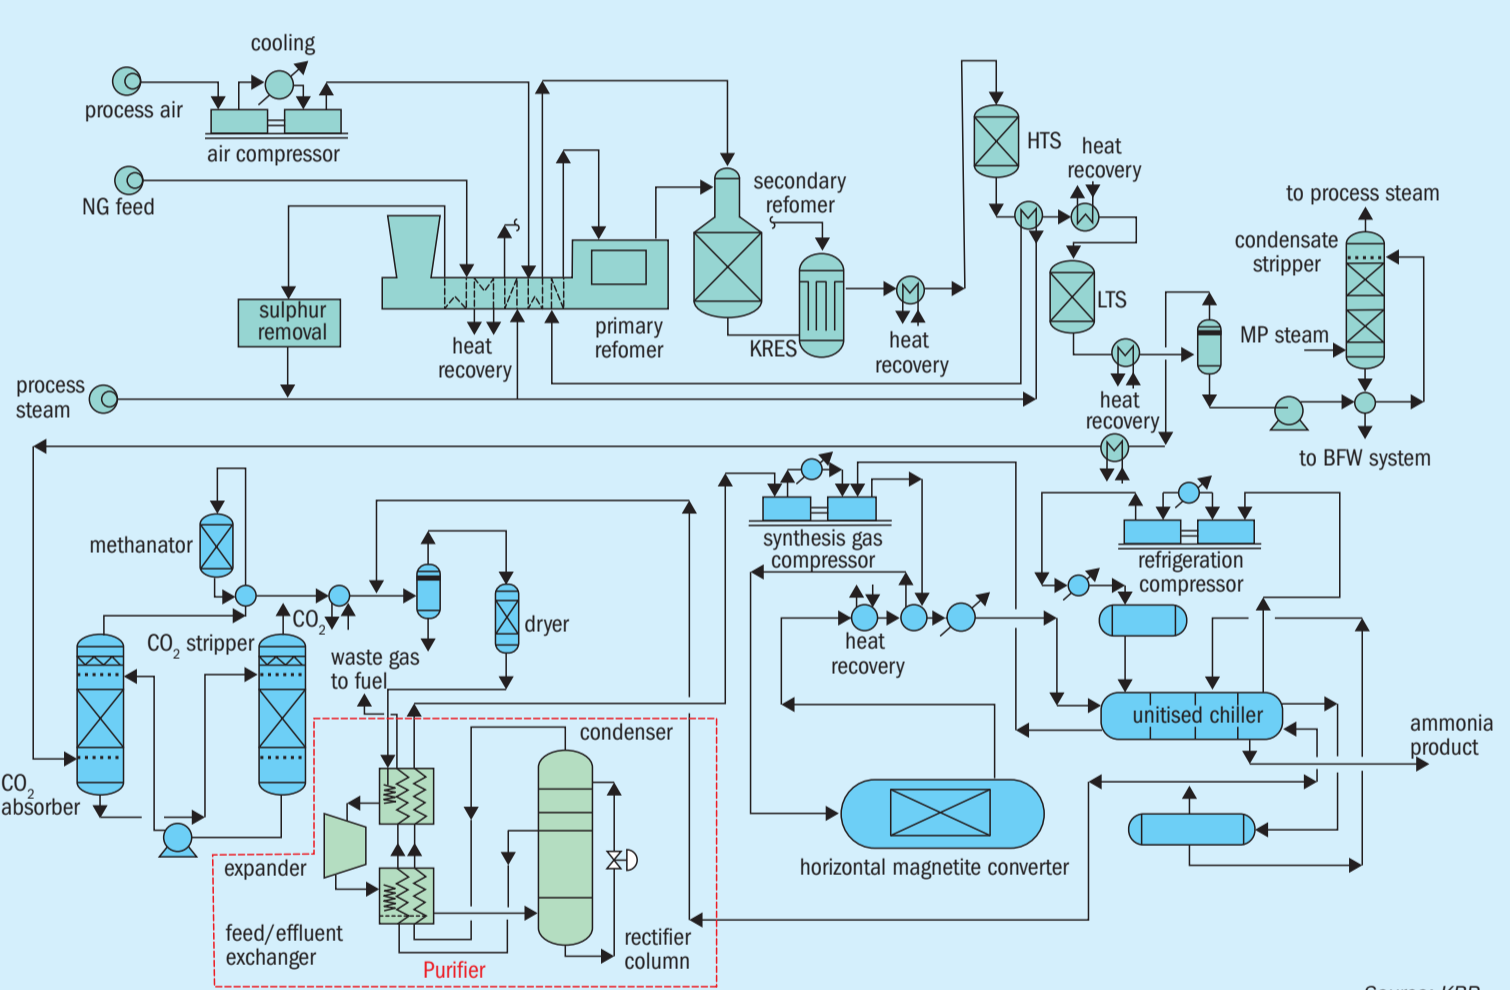 cooling
process air
air compressor
NG feed
sulphur
removal
process
steam
heat
recovery
primary
refomer
secondary
refomer
KRES
heat
recovery
HTS
heat
recovery
LTS
heat
recovery
to process steam
condensate
stripper
MP steam
to BFW system
methanator
CO2 stripper
CO2
CO2
absorber
dryer
waste gas
to fuel
synthesis gas
compressor
heat
recovery
refrigeration
compressor
unitised chiller
ammonia
product
horizontal magnetite converter
condenser
expander
feed/effluent
exchanger
Purifier
rectifier
column
Source: KBR